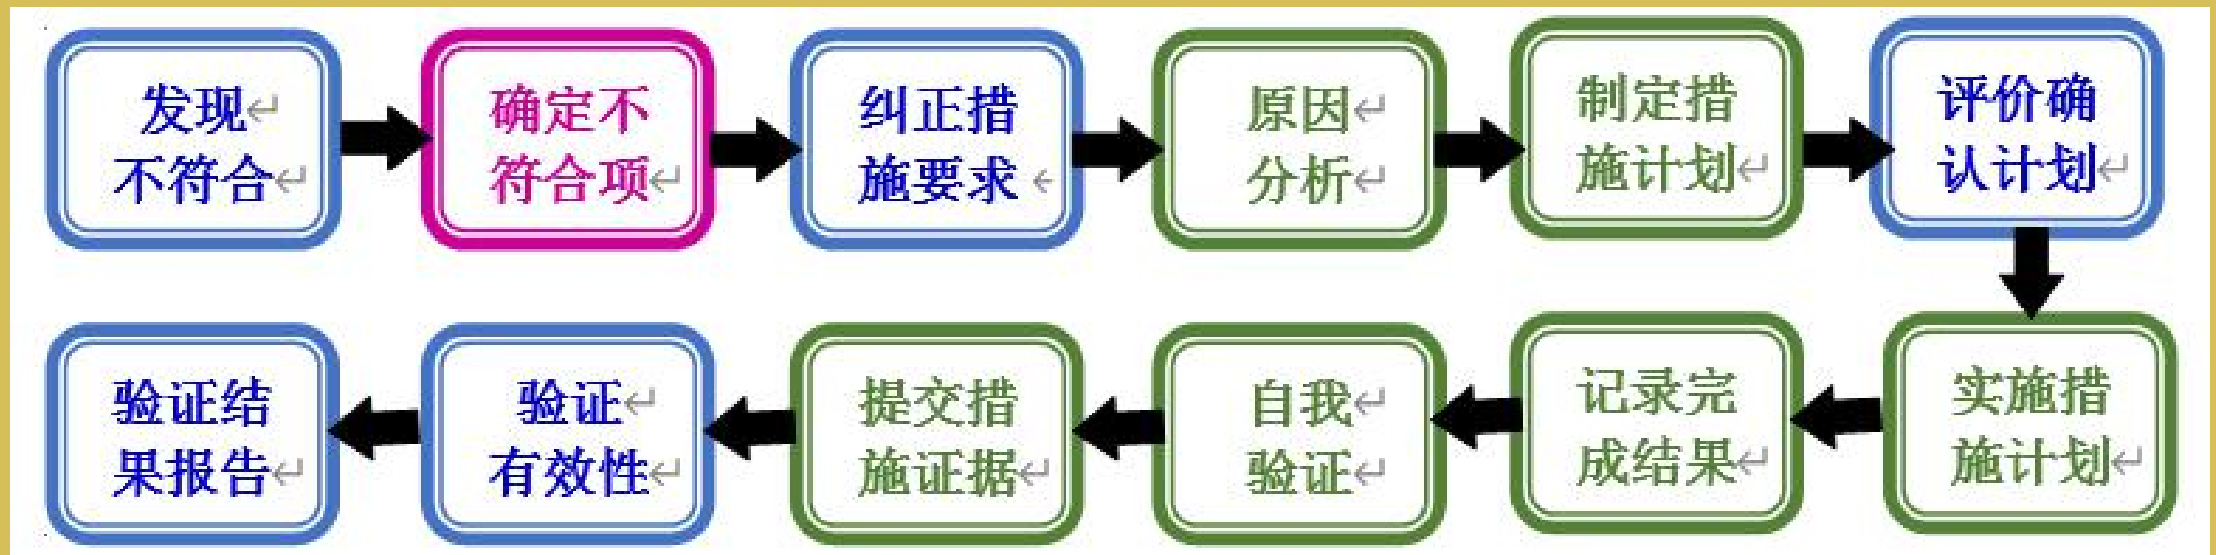 发现
不符合
确定不
符合项
纠正措
施要求
原因
分析
制定措
施计划
评价确
认计划
实施措
施计划
记录完
成结果
自我
验证
提交措
施证据
验证
有效性
验证结
果报告